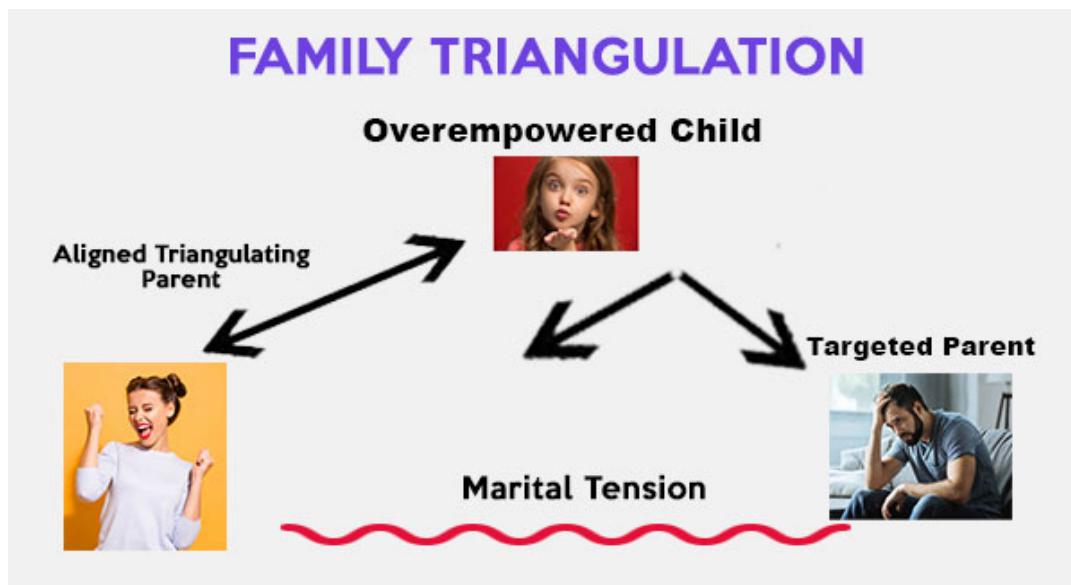 FAMILY TRIANGULATION
Overempowered Child
Aligned Triangulating
Parent
Targeted Parent
Marital Tension